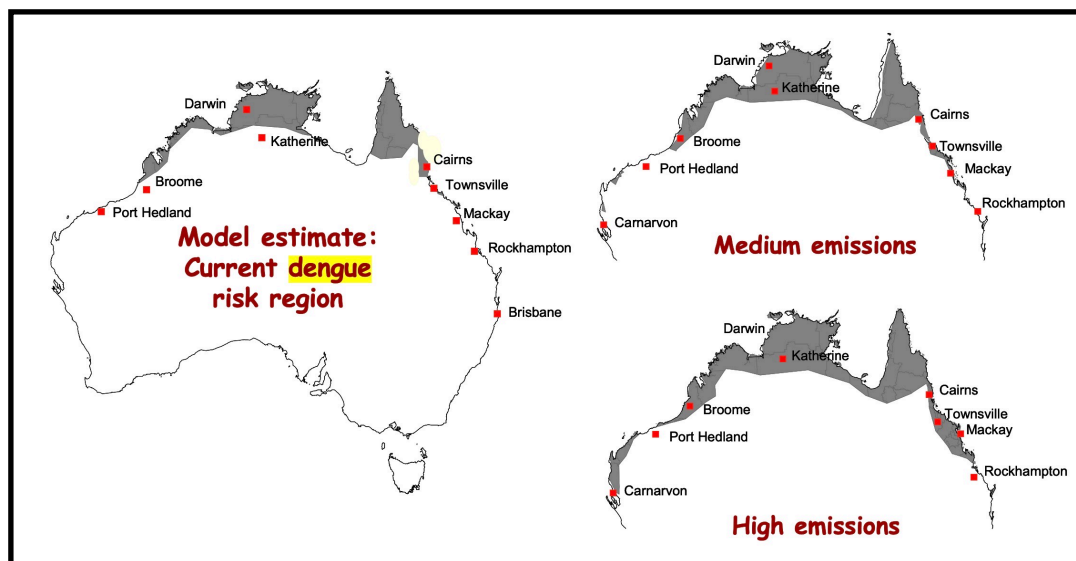 Darwin
Katherine
Cairns
Broome
Townsville
Port Hedland
Mackay
Model estimate:
Current dengue
risk region
Rockhampton
Brisbane
Darwin
Katherine
Cairns
Broome
Townsville
Port Hedland
Mackay
Carnarvon
Rockhampton
Medium emissions
Darwin
Katherine
Cairns
Broome
Townsville
Port Hedland
Mackay
Rockhampton
Carnarvon
High emissions